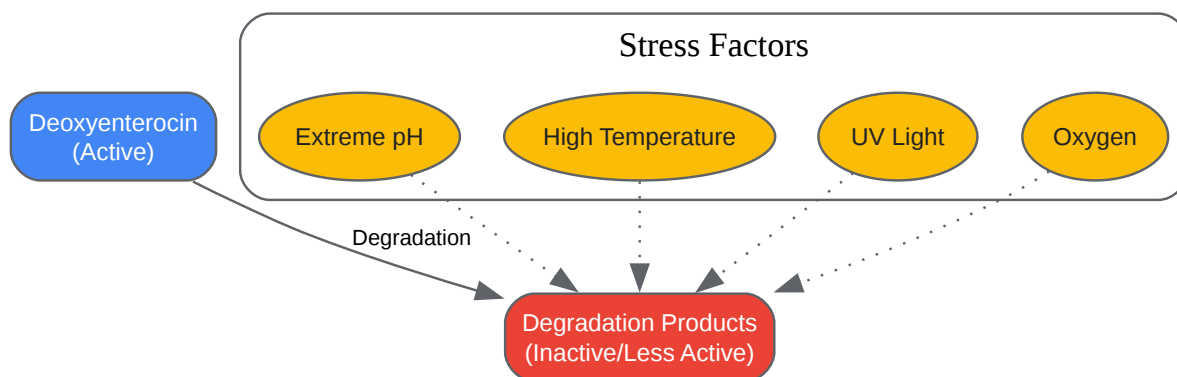 Stress Factors
Deoxyenterocin
(Active)
Extreme pH
High Temperature
UV Light
Oxygen
Degradation
Degradation Products
(Inactive/Less Active)